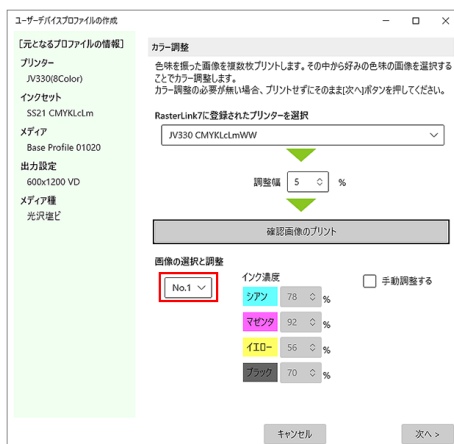 ユーザーデバイスプロファイルの作成
[元となるプロファイルの情報]
プリンター
JV330(8Color)
インクセット
SS21 CMYKLcLm
メディア
Base Profile 01020
出力設定
600x1200 VD
メディア種
光沢塩ビ
カラー調整
色味を振った画像を複数枚プリントします。その中から好みの色味の画像を選択する
ことでカラー調整します。
カラー調整の必要が無い場合、プリントせずにそのまま[次へ]ボタンを押してください。
RasterLink7に登録されたプリンターを選択
JV330 CMYKLcLmWW
調整幅 5 %
確認画像のプリント
画像の選択と調整
No.1
インク濃度
シアン 78 %
マゼンタ 92 %
イエロー 56 %
ブラック 70 %
手動調整する
キャンセル
次へ >